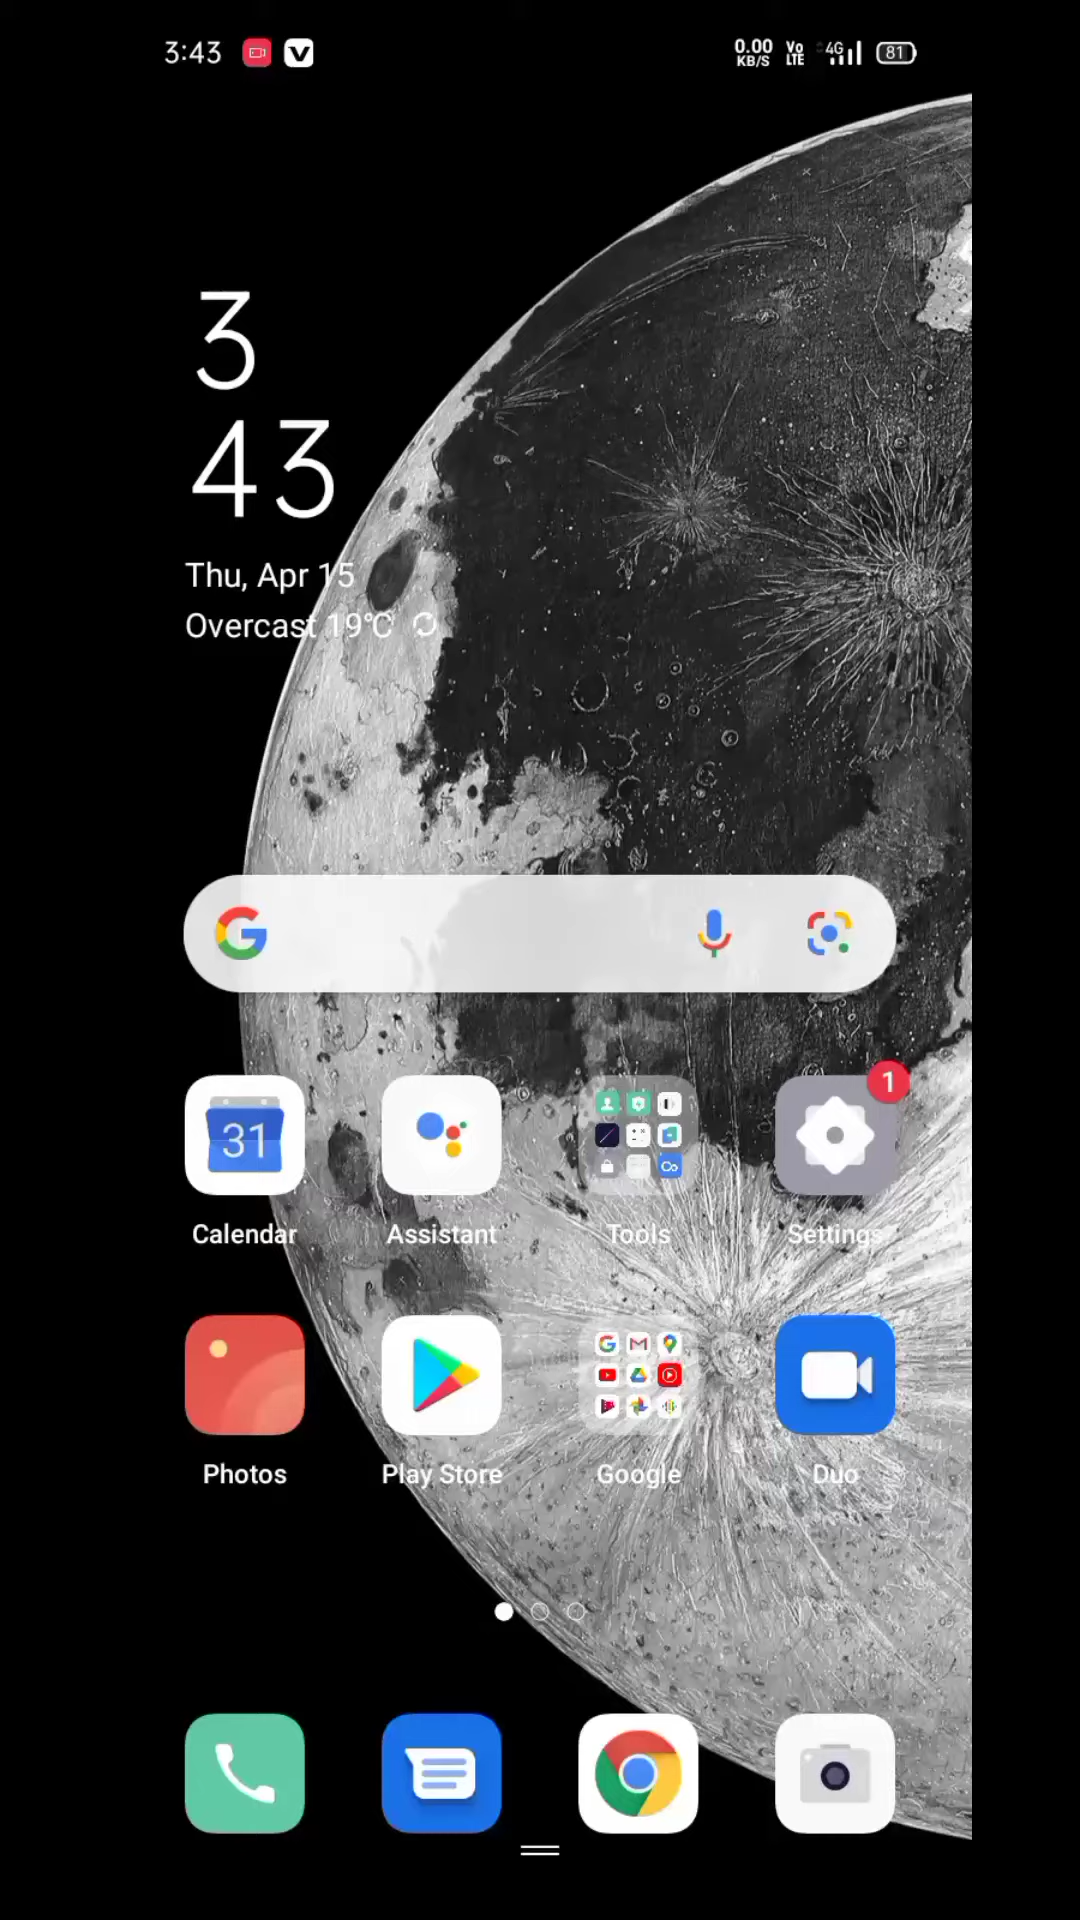 3:43 0.00 KB/S Vo LTE 4G 81
3
43
Thu, Apr 15
Overcast 19°C
1
31
Calendar Assistant Tools Settings
Photos Play Store Google Duo